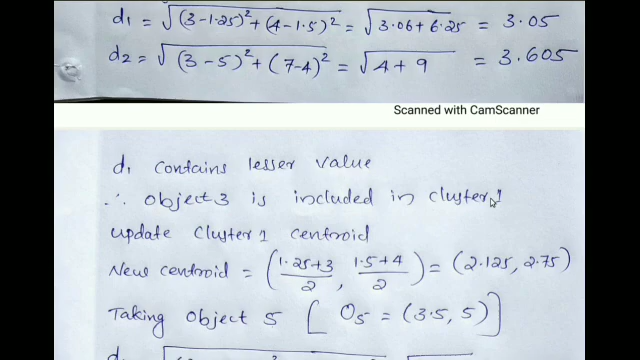 d₁ = √(3-1.25)² + (4-1.5)² = √3.06 + 6.25 = 3.05
d₂ = √(3-5)² + (7-4)² = √4 + 9 = 3.605
Scanned with CamScanner
d₁ contains lesser value
∴ object 3 is included in cluster 1
update cluster 1 centroid
New centroid = (1.25+3/2, 1.5+4/2) = (2.125, 2.75)
Taking object 5 [ O₅ = (3.5, 5) ]